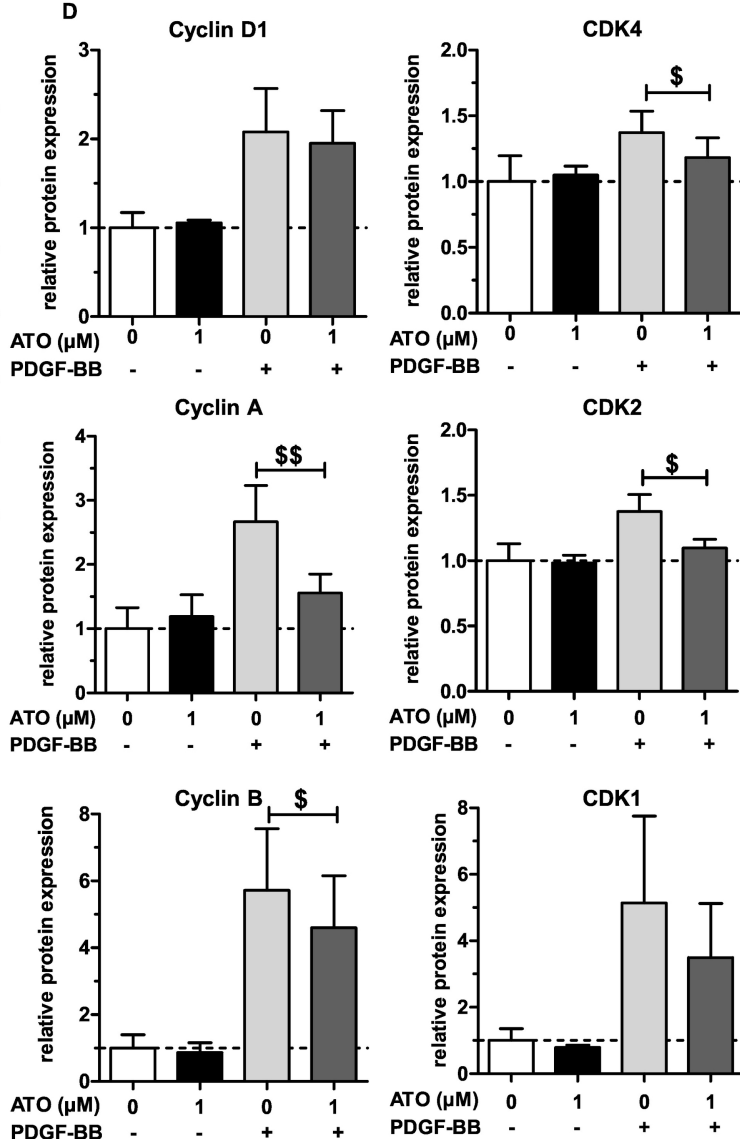 D
Cyclin D1
relative protein expression
3
2
1
0
ATO (µM) 0 1 0 1
PDGF-BB - - + +
CDK4
relative protein expression
2.0
1.5
1.0
0.5
0.0
$
ATO (µM) 0 1 0 1
PDGF-BB - - + +
Cyclin A
relative protein expression
4
3
2
1
0
$$
ATO (µM) 0 1 0 1
PDGF-BB - - + +
CDK2
relative protein expression
2.0
1.5
1.0
0.5
0.0
$
ATO (µM) 0 1 0 1
PDGF-BB - - + +
Cyclin B
relative protein expression
8
6
4
2
0
$
ATO (µM) 0 1 0 1
PDGF-BB - - + +
CDK1
relative protein expression
8
6
4
2
0
ATO (µM) 0 1 0 1
PDGF-BB - - + +